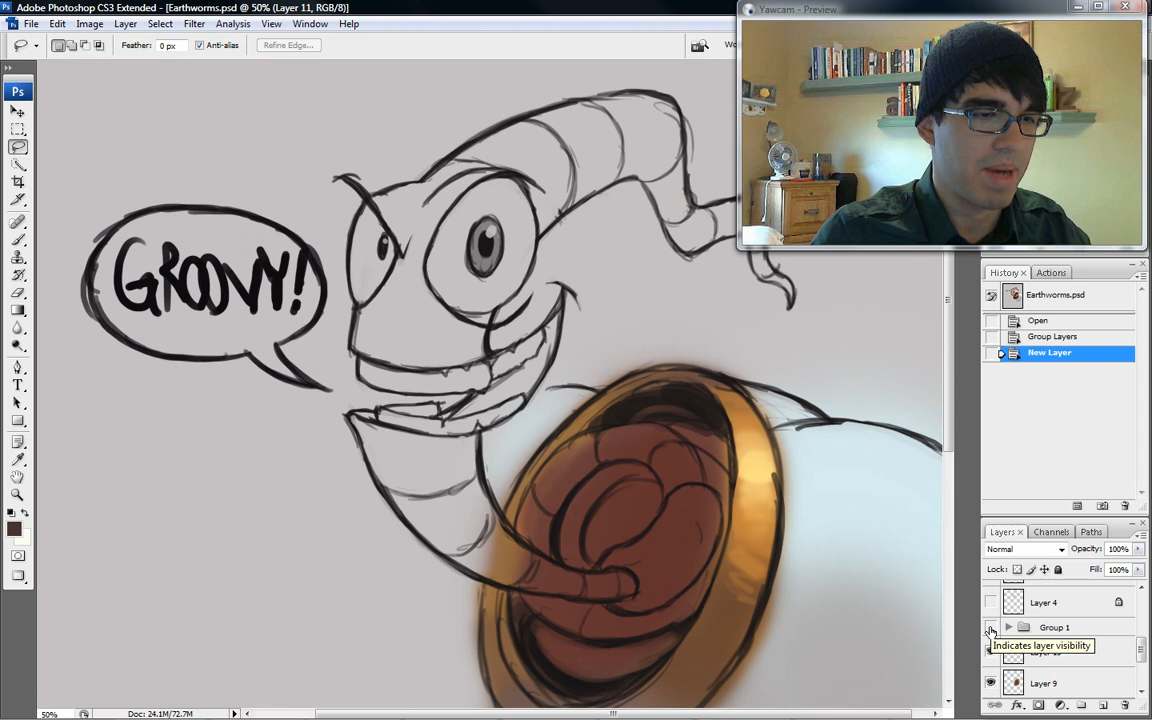 Adobe Photoshop CS3 Extended - [Earthworms.psd @ 50% (Layer 11, RGB/8)]
Yawcam - Preview
File Edit Image Layer Select Filter Analysis View Window Help
Feather: 0 px Anti-alias Refine Edge...
Ps
GROOVY!
History × Actions
Earthworms.psd
Open
Group Layers
New Layer
Layers × Channels Paths
Normal Opacity: 100%
Lock: Fill: 100%
Layer 4
Group 1
Indicates layer visibility
Layer 9
50% Doc: 24.1M/72.7M